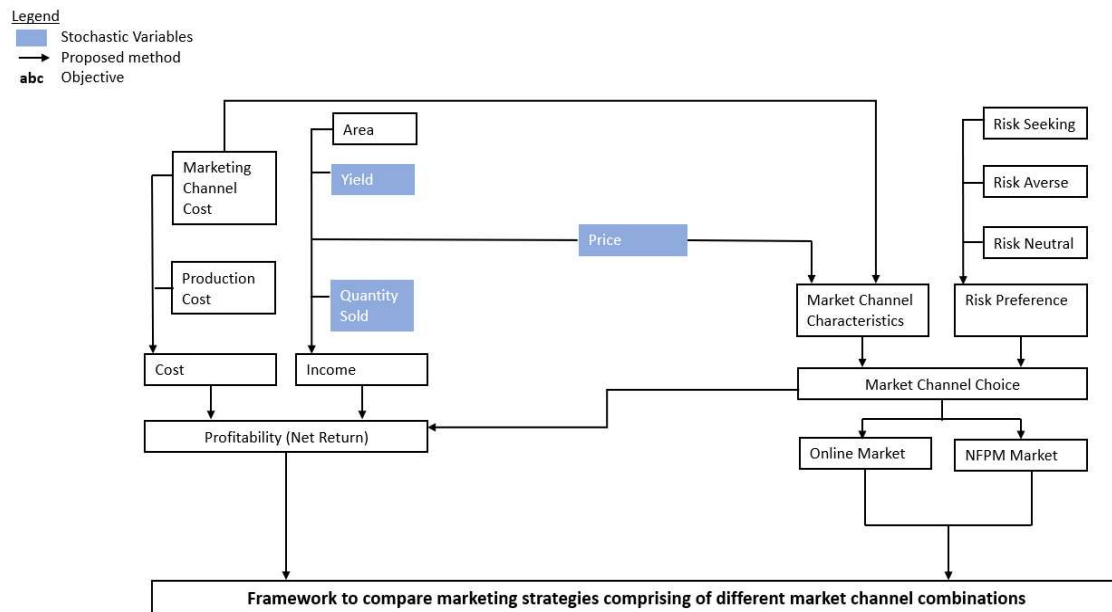 Legend
Stochastic Variables
Proposed method
abc Objective
Area
Risk Seeking
Marketing
Channel
Cost
Yield
Risk Averse
Price
Risk Neutral
Production
Cost
Quantity
Sold
Market Channel
Characteristics
Risk Preference
Cost
Income
Market Channel Choice
Profitability (Net Return)
Online Market
NFPM Market
Framework to compare marketing strategies comprising of different market channel combinations